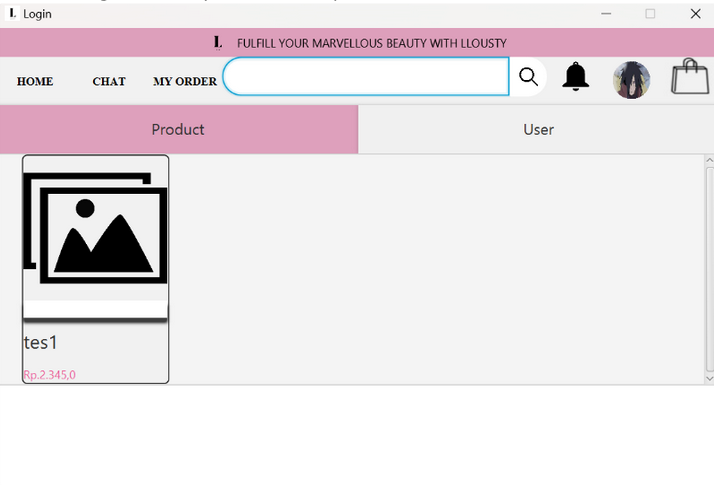 L Login
L FULFILL YOUR MARVELLOUS BEAUTY WITH LLOUSTY
HOME CHAT MY ORDER
Product User
tes1
Rp.2.345,0